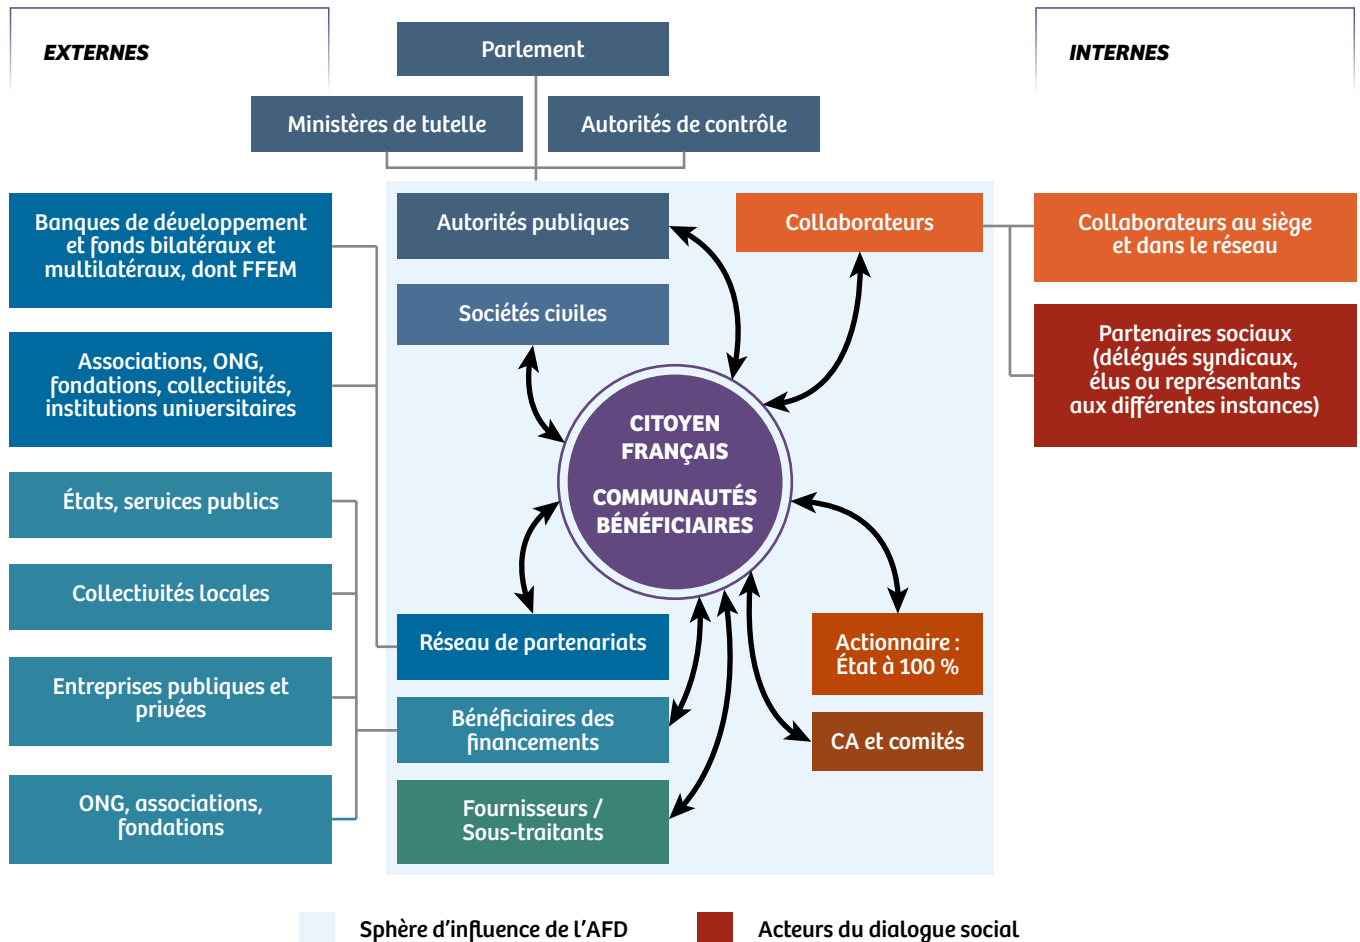 EXTERNES
Parlement
INTERNES
Ministères de tutelle
Autorités de contrôle
Banques de développement
et fonds bilatéraux et
multilatéraux, dont FFEM
Autorités publiques
Collaborateurs
Collaborateurs au siège
et dans le réseau
Sociétés civiles
Associations, ONG,
fondations, collectivités,
institutions universitaires
Partenaires sociaux
(délégués syndicaux,
élus ou représentants
aux différentes instances)
CITOYEN
FRANÇAIS
COMMUNAUTÉS
BÉNÉFICIAIRES
États, services publics
Collectivités locales
Réseau de partenariats
Actionnaire :
État à 100 %
Entreprises publiques et
privées
Bénéficiaires des
financements
CA et comités
ONG, associations,
fondations
Fournisseurs /
Sous-traitants
Sphère d'influence de l'AFD
Acteurs du dialogue social